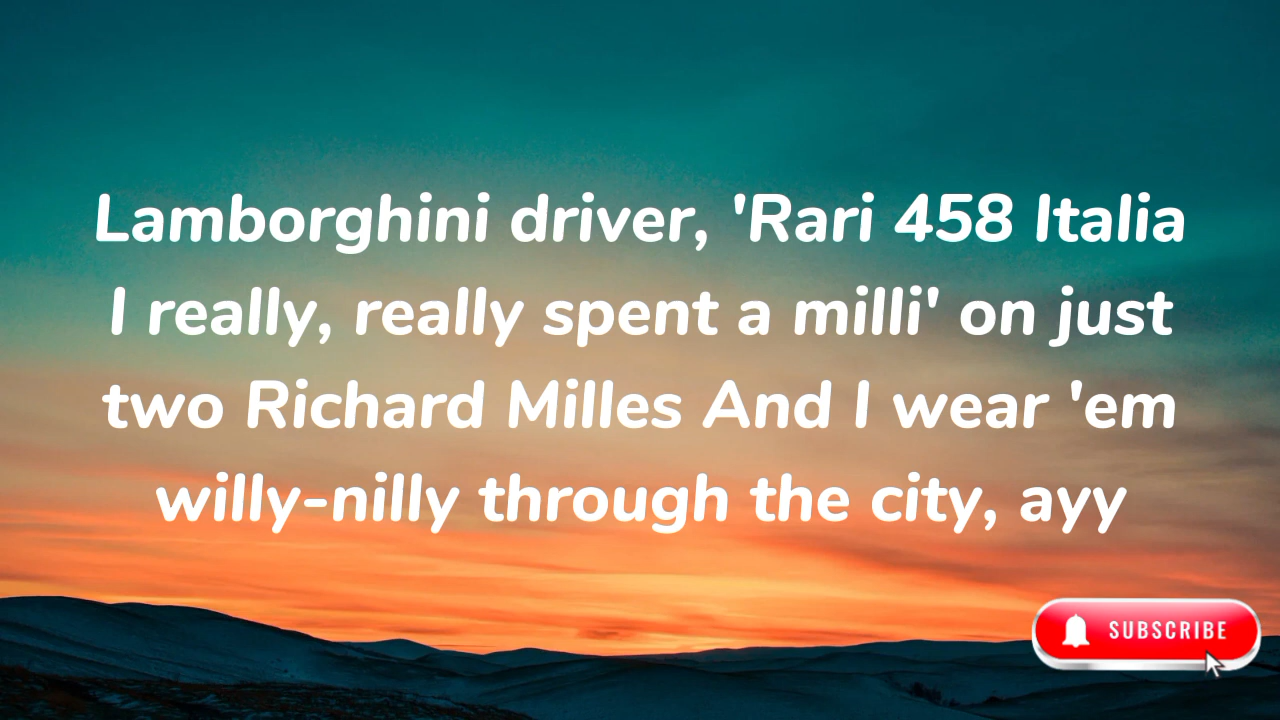 Lamborghini driver, 'Rari 458 Italia
I really, really spent a milli' on just
two Richard Milles And I wear 'em
willy-nilly through the city, ayy
SUBSCRIBE